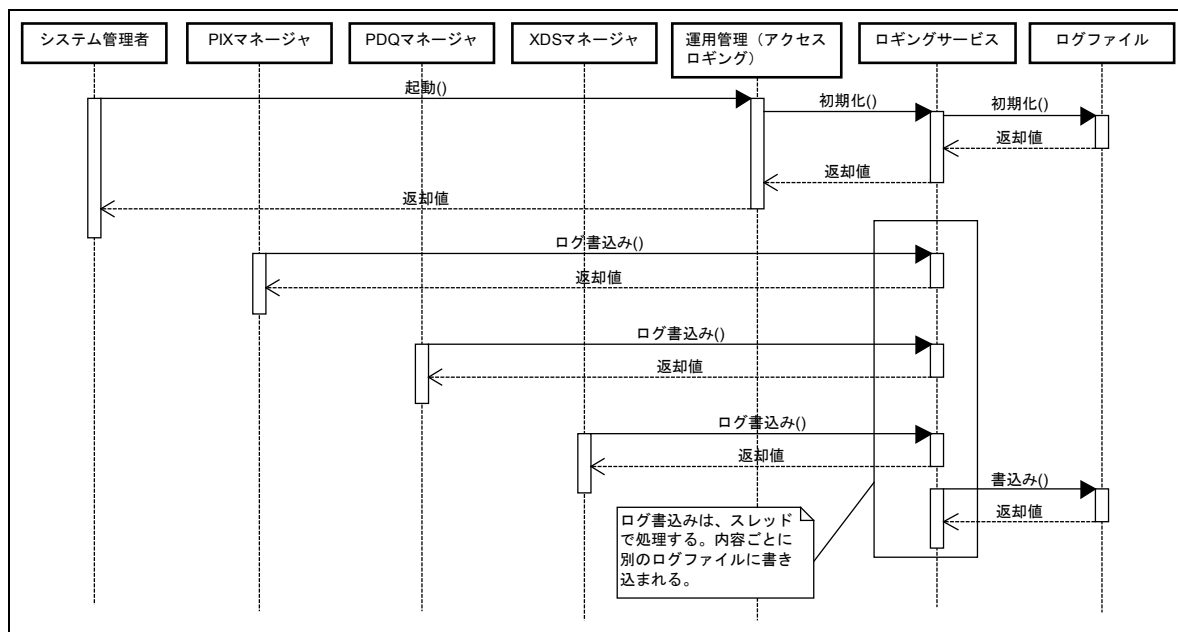 システム管理者
PIXマネージャ
PDQマネージャ
XDSマネージャ
運用管理（アクセス
ロギング）
ロギングサービス
ログファイル
起動()
初期化()
初期化()
返却値
返却値
返却値
ログ書込み()
返却値
ログ書込み()
返却値
ログ書込み()
返却値
書込み()
返却値
ログ書込みは、スレッド
で処理する。内容ごとに
別のログファイルに書き
込まれる。